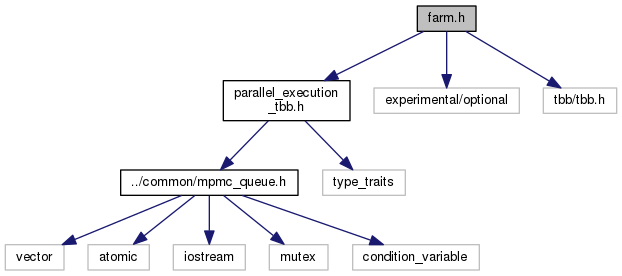 farm.h
parallel_execution
_tbb.h
experimental/optional
tbb/tbb.h
../common/mpmc_queue.h
type_traits
vector
atomic
iostream
mutex
condition_variable